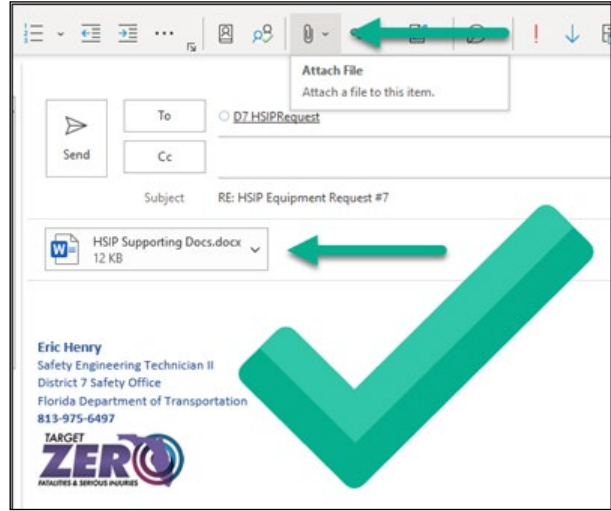 Attach File
Attach a file to this item.
To
D7 HSIPRequest
Send
Cc
Subject
RE: HSIP Equipment Request #7
HSIP Supporting Docs.docx
12 KB
Eric Henry
Safety Engineering Technician II
District 7 Safety Office
Florida Department of Transportation
813-975-6497
TARGET
ZERO
FATALITIES & SERIOUS INJURIES